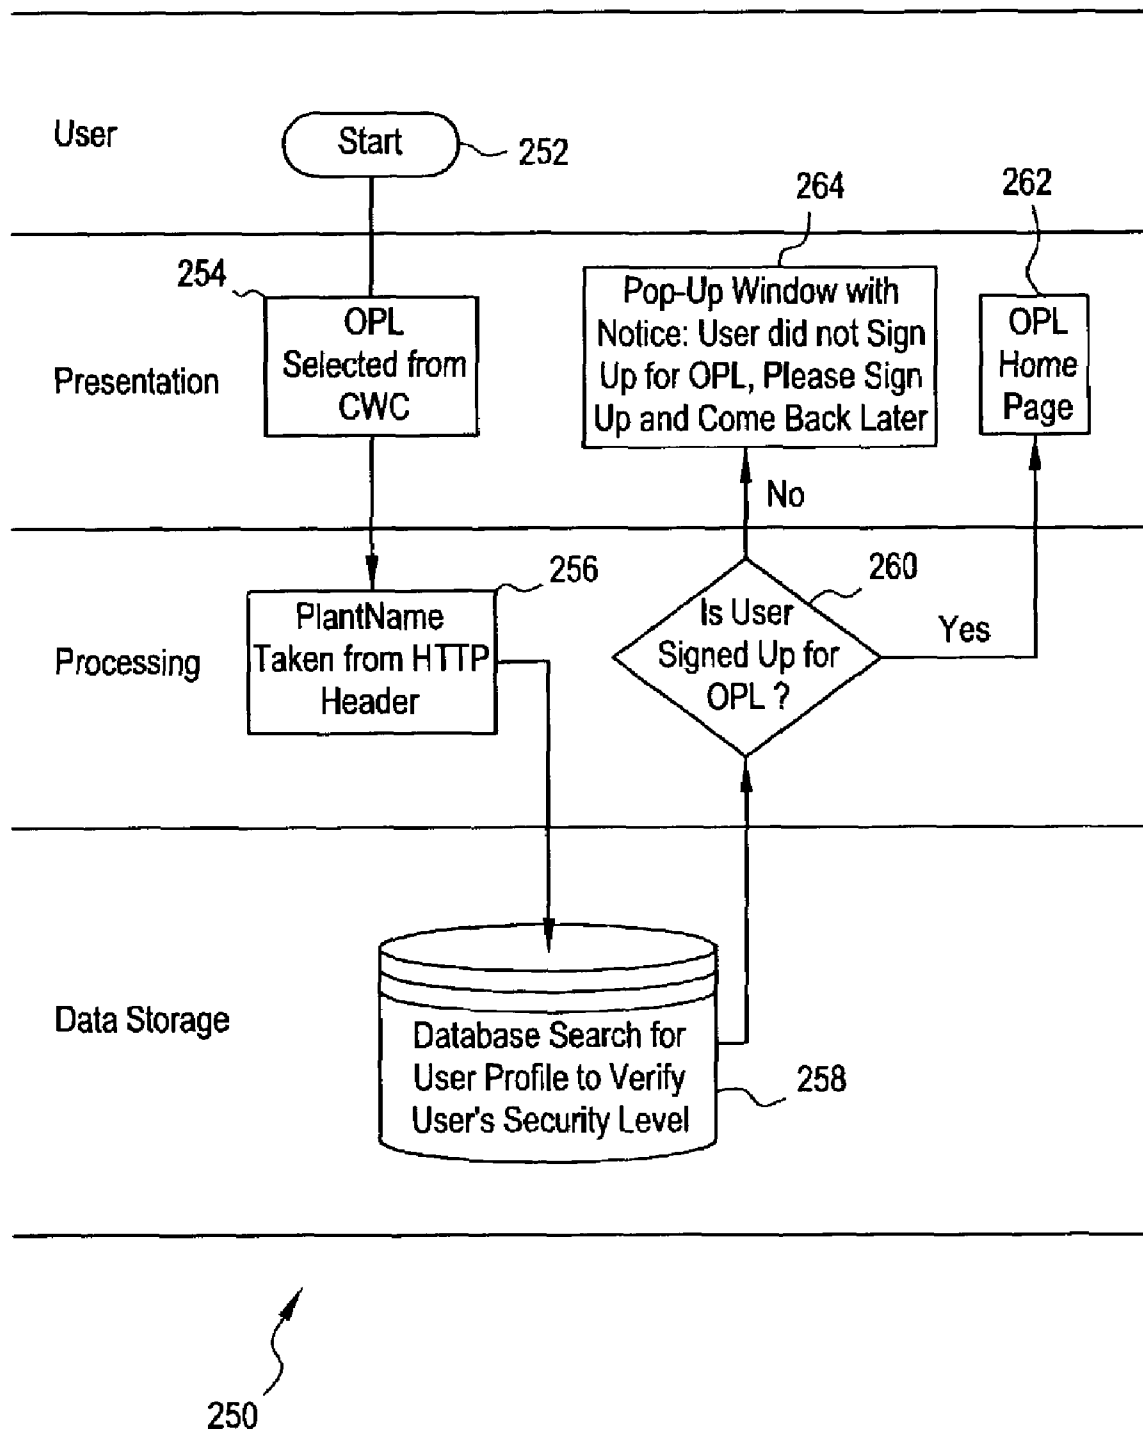 User
Start
252
264
262
254
Presentation
OPL
Selected from
CWC
Pop-Up Window with
Notice: User did not Sign
Up for OPL, Please Sign
Up and Come Back Later
OPL
Home
Page
No
Processing
PlantName
Taken from HTTP
Header
256
Is User
Signed Up for
OPL ?
260
Yes
Data Storage
Database Search for
User Profile to Verify
User's Security Level
258
250